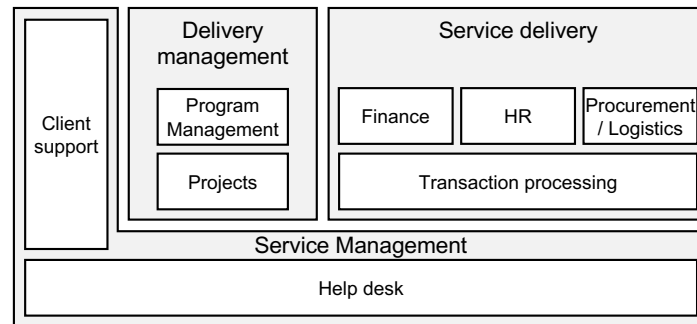 Client
support
Delivery
management
Program
Management
Projects
Service delivery
Finance
HR
Procurement
/ Logistics
Transaction processing
Service Management
Help desk